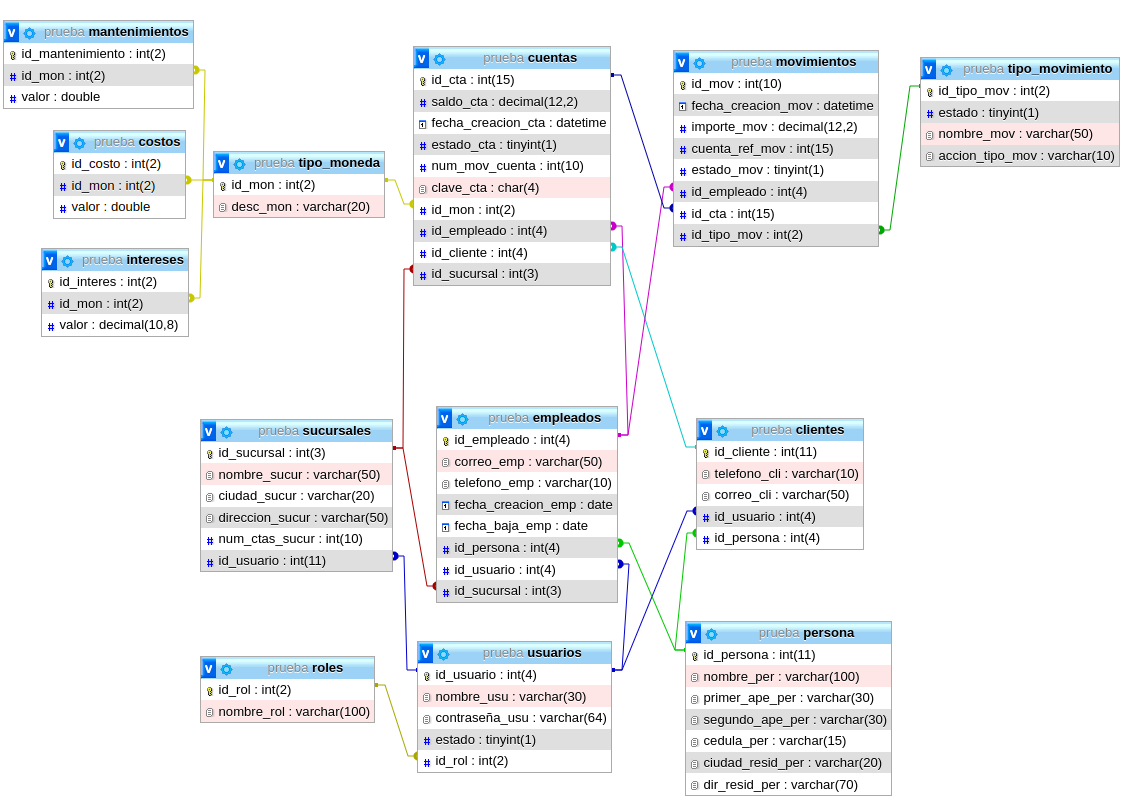 prueba mantenimientos
id_mantenimiento : int(2)
id_mon : int(2)
valor : double
prueba costos
id_costo : int(2)
id_mon : int(2)
valor : double
prueba intereses
id_interes : int(2)
id_mon : int(2)
valor : decimal(10,8)
prueba tipo_moneda
id_mon : int(2)
desc_mon : varchar(20)
prueba cuentas
id_cta : int(15)
saldo_cta : decimal(12,2)
fecha_creacion_cta : datetime
estado_cta : tinyint(1)
num_mov_cuenta : int(10)
clave_cta : char(4)
id_mon : int(2)
id_empleado : int(4)
id_cliente : int(4)
id_sucursal : int(3)
prueba movimientos
id_mov : int(10)
fecha_creacion_mov : datetime
importe_mov : decimal(12,2)
cuenta_ref_mov : int(15)
estado_mov : tinyint(1)
id_empleado : int(4)
id_cta : int(15)
id_tipo_mov : int(2)
prueba tipo_movimiento
id_tipo_mov : int(2)
estado : tinyint(1)
nombre_mov : varchar(50)
accion_tipo_mov : varchar(10)
prueba sucursales
id_sucursal : int(3)
nombre_sucur : varchar(50)
ciudad_sucur : varchar(20)
direccion_sucur : varchar(50)
num_ctas_sucur : int(10)
id_usuario : int(11)
prueba empleados
id_empleado : int(4)
correo_emp : varchar(50)
telefono_emp : varchar(10)
fecha_creacion_emp : date
fecha_baja_emp : date
id_persona : int(4)
id_usuario : int(4)
id_sucursal : int(3)
prueba clientes
id_cliente : int(11)
telefono_cli : varchar(10)
correo_cli : varchar(50)
id_usuario : int(4)
id_persona : int(4)
prueba roles
id_rol : int(2)
nombre_rol : varchar(100)
prueba usuarios
id_usuario : int(4)
nombre_usu : varchar(30)
contraseña_usu : varchar(64)
estado : tinyint(1)
id_rol : int(2)
prueba persona
id_persona : int(11)
nombre_per : varchar(100)
primer_ape_per : varchar(30)
segundo_ape_per : varchar(30)
cedula_per : varchar(15)
ciudad_resid_per : varchar(20)
dir_resid_per : varchar(70)